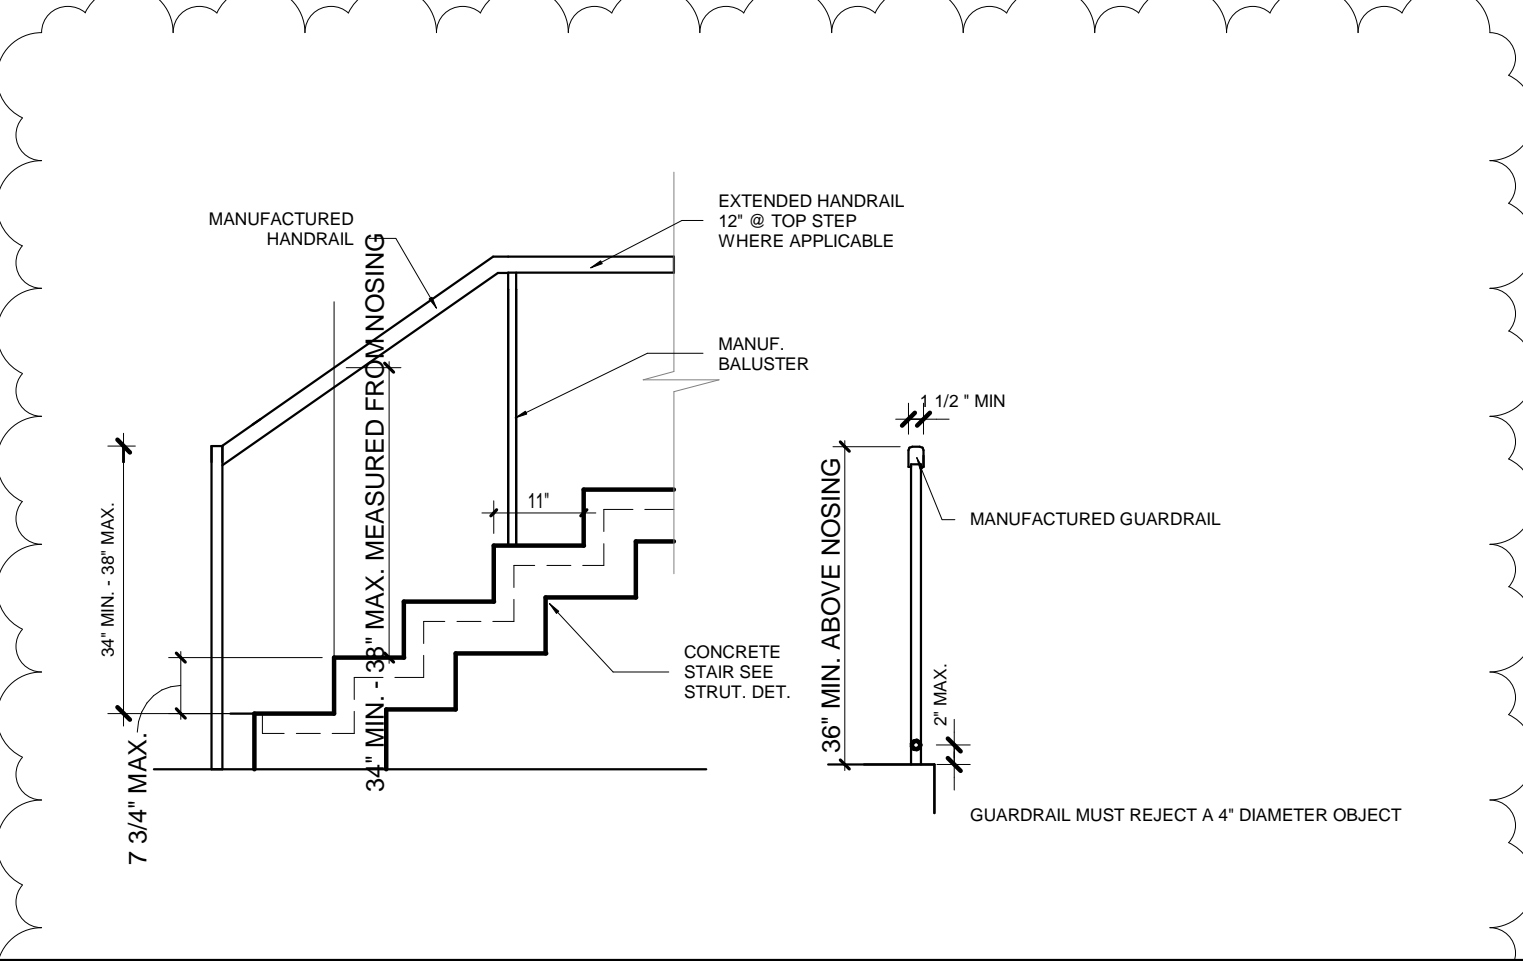 MANUFACTURED
HANDRAIL
EXTENDED HANDRAIL
12" @ TOP STEP
WHERE APPLICABLE
MANUF.
BALUSTER
34" MIN. - 38" MAX.
34" MIN. - 38" MAX. MEASURED FROM NOSING
11"
7 3/4" MAX.
CONCRETE
STAIR SEE
STRUT. DET.
1 1/2 " MIN
36" MIN. ABOVE NOSING
MANUFACTURED GUARDRAIL
2" MAX.
GUARDRAIL MUST REJECT A 4" DIAMETER OBJECT